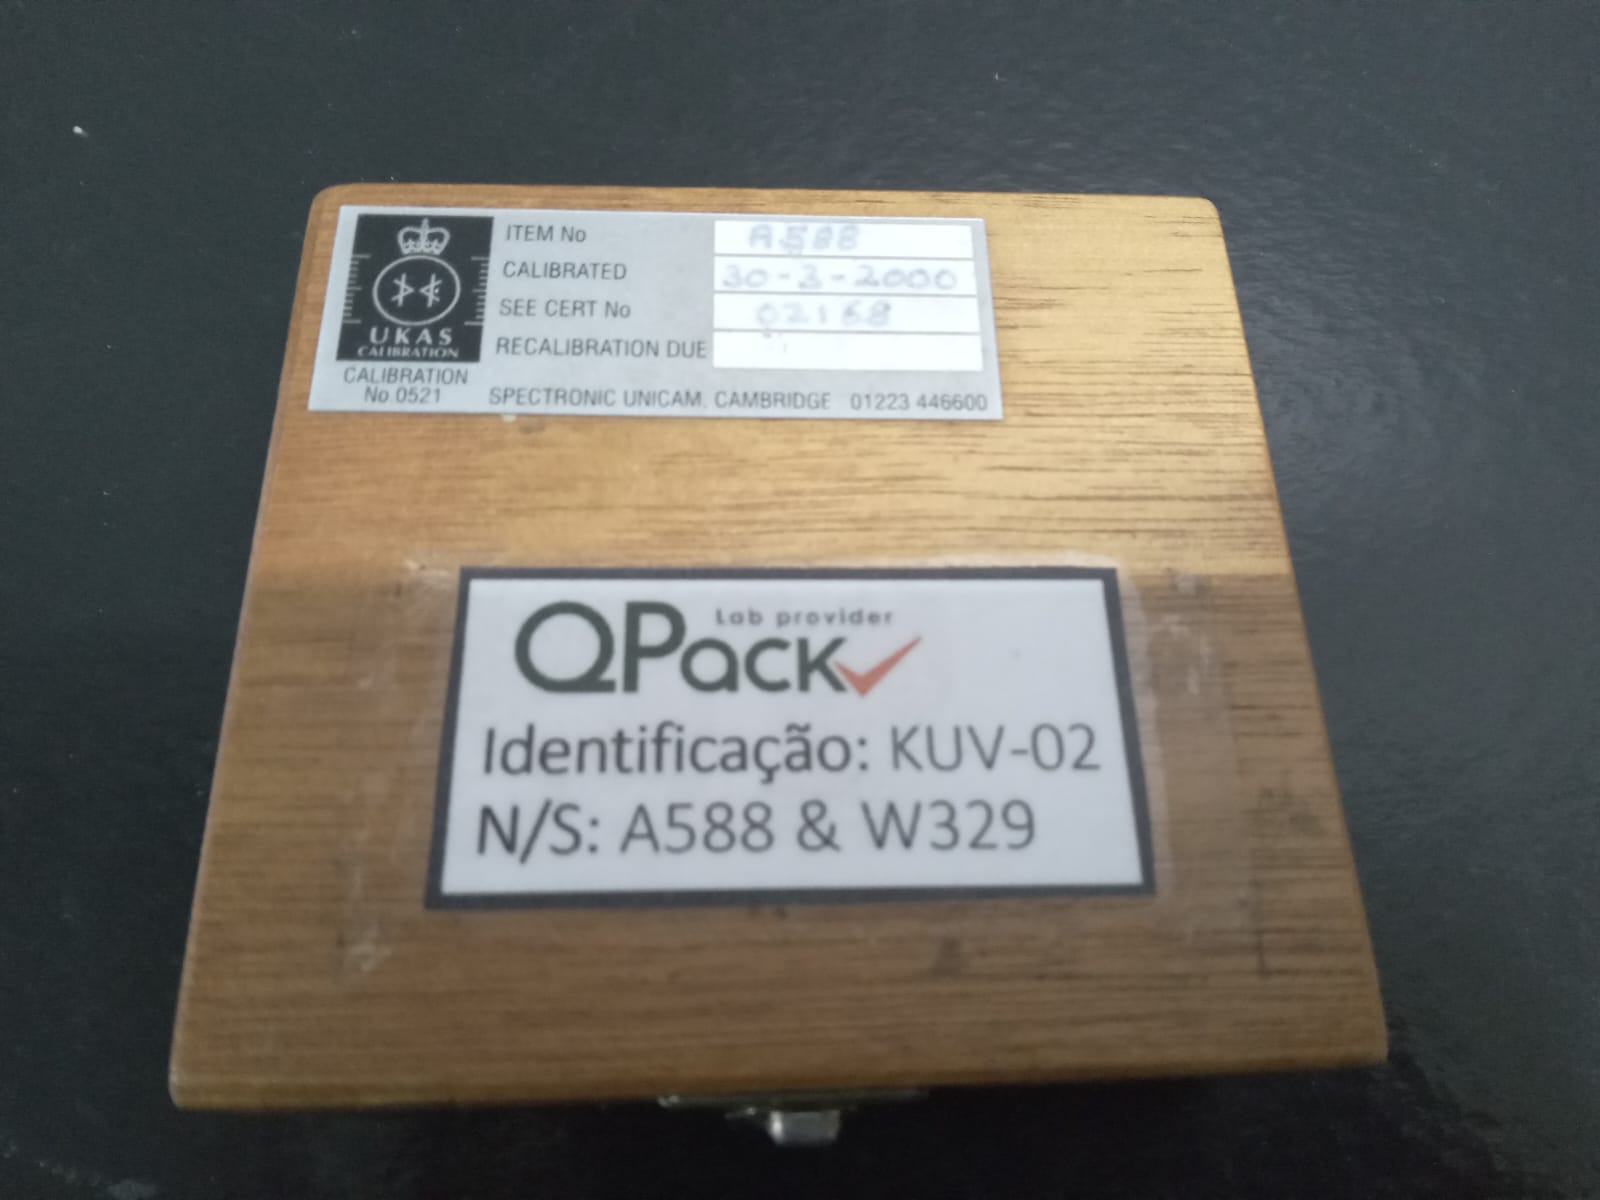 ITEM No A588
CALIBRATED 30-3-2000
SEE CERT No 02168
RECALIBRATION DUE
UKAS
CALIBRATION
CALIBRATION
No 0521
SPECTRONIC UNICAM, CAMBRIDGE 01223 446600
Lab provider
QPack
Identificação: KUV-02
N/S: A588 & W329